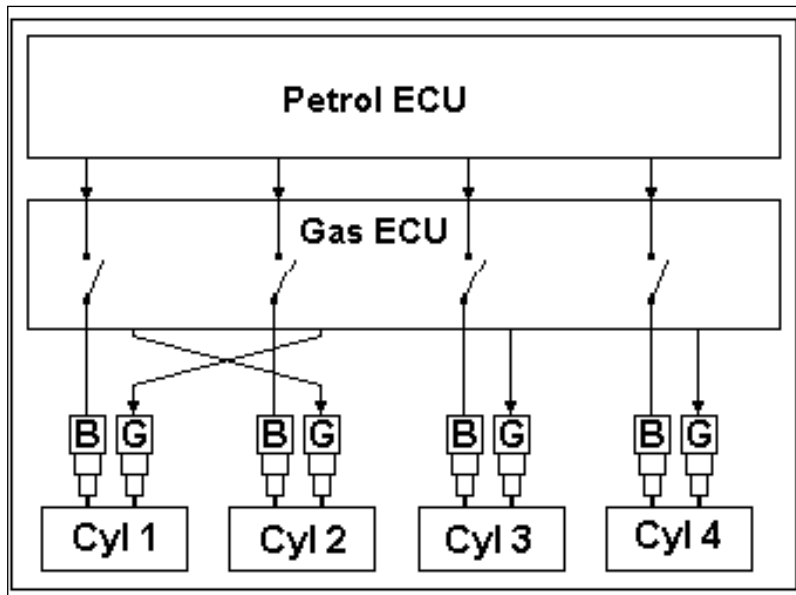 Petrol ECU
Gas ECU
B G B G B G B G
Cyl 1 Cyl 2 Cyl 3 Cyl 4